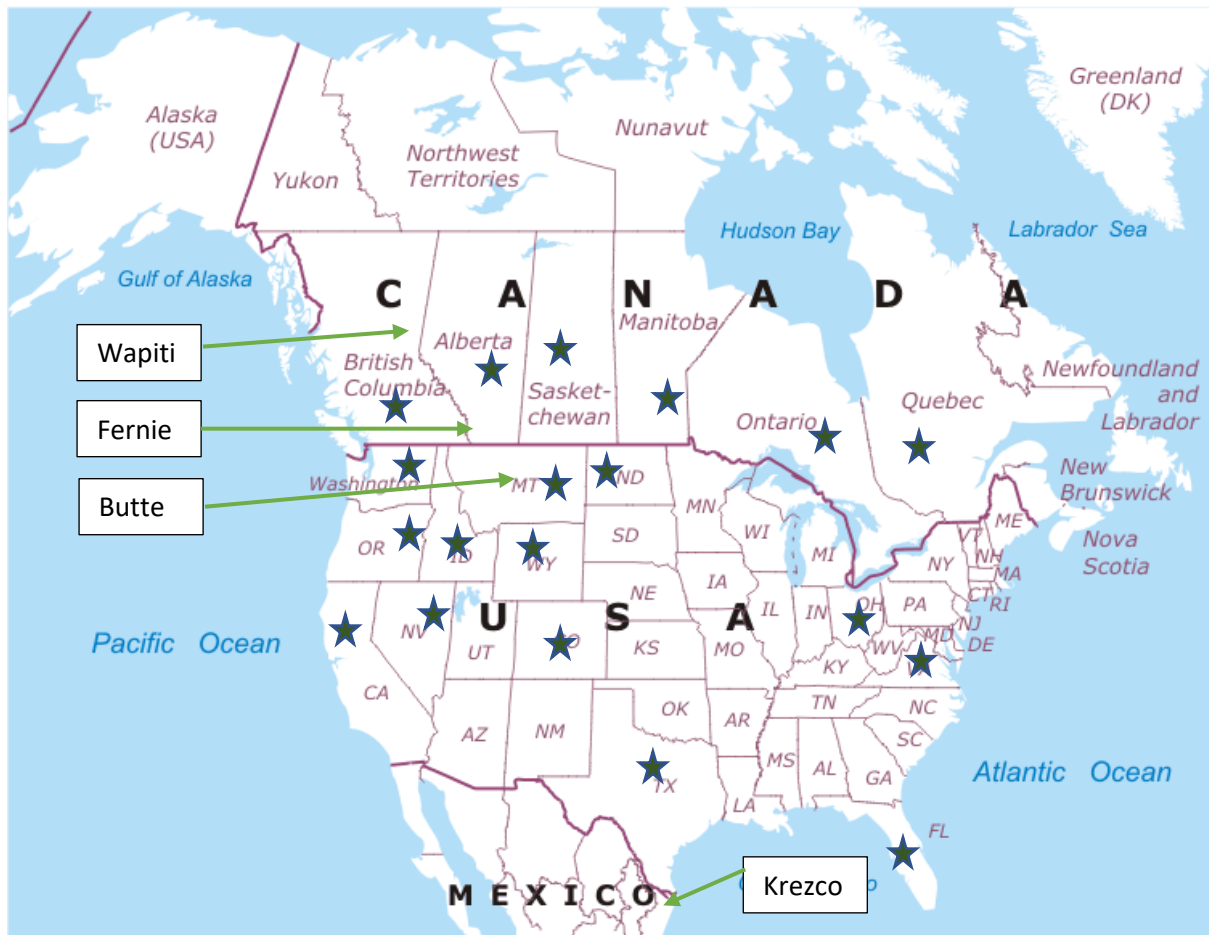 Greenland
(DK)
Alaska
(USA)
Nunavut
Northwest
Territories
Yukon
Hudson Bay
Labrador Sea
Gulf of Alaska
C A N A D A
Manitoba
Wapiti
Alberta
British
Columbia
Sasket-
chewan
Newfoundland
and
Labrador
Quebec
Ontario
Fernie
New
Brunswick
Washington
MT
ND
Butte
MN
ME
Nova
Scotia
OR
ID
WY
SD
WI
MI
VT
NH
NY
MA
CT
RI
IA
NE
IL
IN
OH
PA
NJ
MD
DE
U S A
Pacific Ocean
NV
UT
KS
MO
WV
KY
CA
TN
NC
OK
AR
AZ
NM
SC
MS
AL
GA
Atlantic Ocean
TX
LA
FL
M E X I C O
Krezco